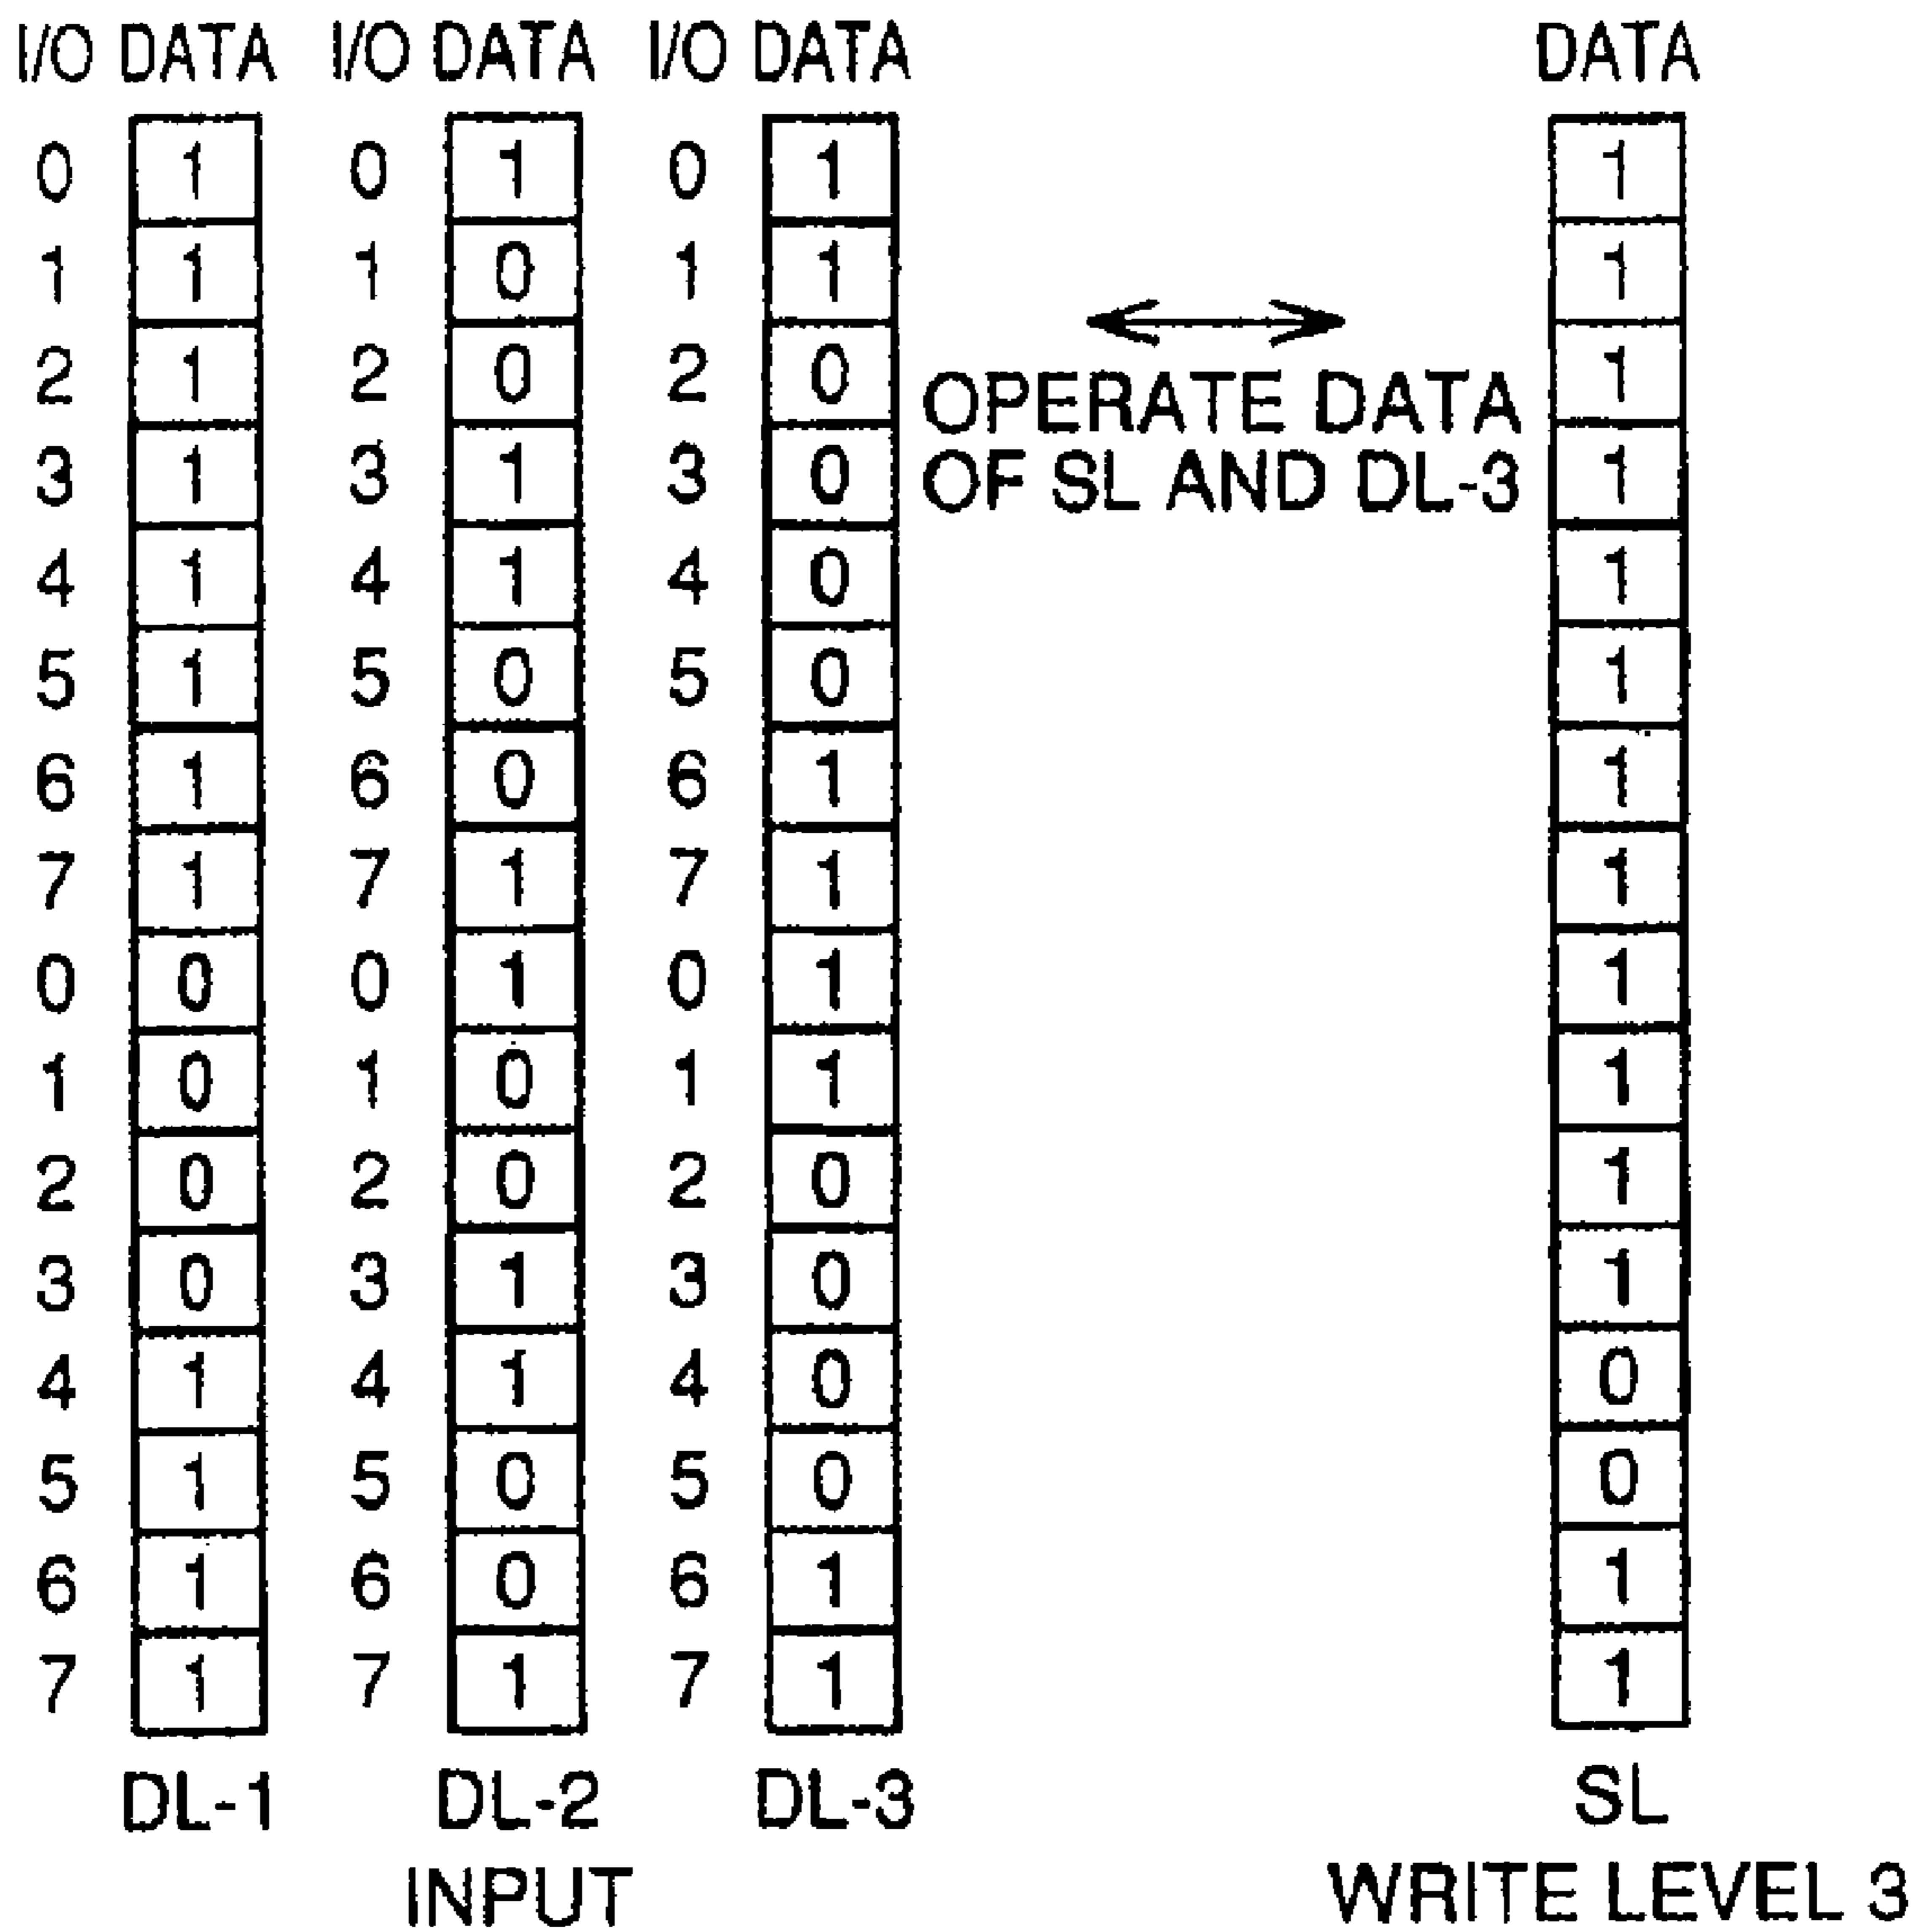 I/O DATA I/O DATA I/O DATA DATA
0 1 0 1 0 1 1
1 1 1 0 1 1 1
2 1 2 0 2 0 1
OPERATE DATA
3 1 3 1 3 0 1
OF SL AND DL-3
4 1 4 1 4 0 1
5 1 5 0 5 0 1
6 1 6 0 6 1 1
7 1 7 1 7 1 1
0 0 0 1 0 1 1
1 0 1 0 1 1 1
2 0 2 0 2 0 1
3 0 3 1 3 0 1
4 1 4 1 4 0 0
5 1 5 0 5 0 0
6 1 6 0 6 1 1
7 1 7 1 7 1 1
DL-1 DL-2 DL-3 SL
INPUT WRITE LEVEL 3